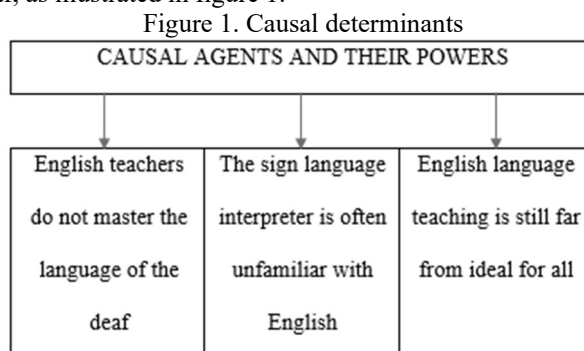 as illustrated in figure 1.
Figure 1. Causal determinants
CAUSAL AGENTS AND THEIR POWERS
English teachers
do not master the
language of the
deaf
The sign language
interpreter is often
unfamiliar with
English
English language
teaching is still far
from ideal for all